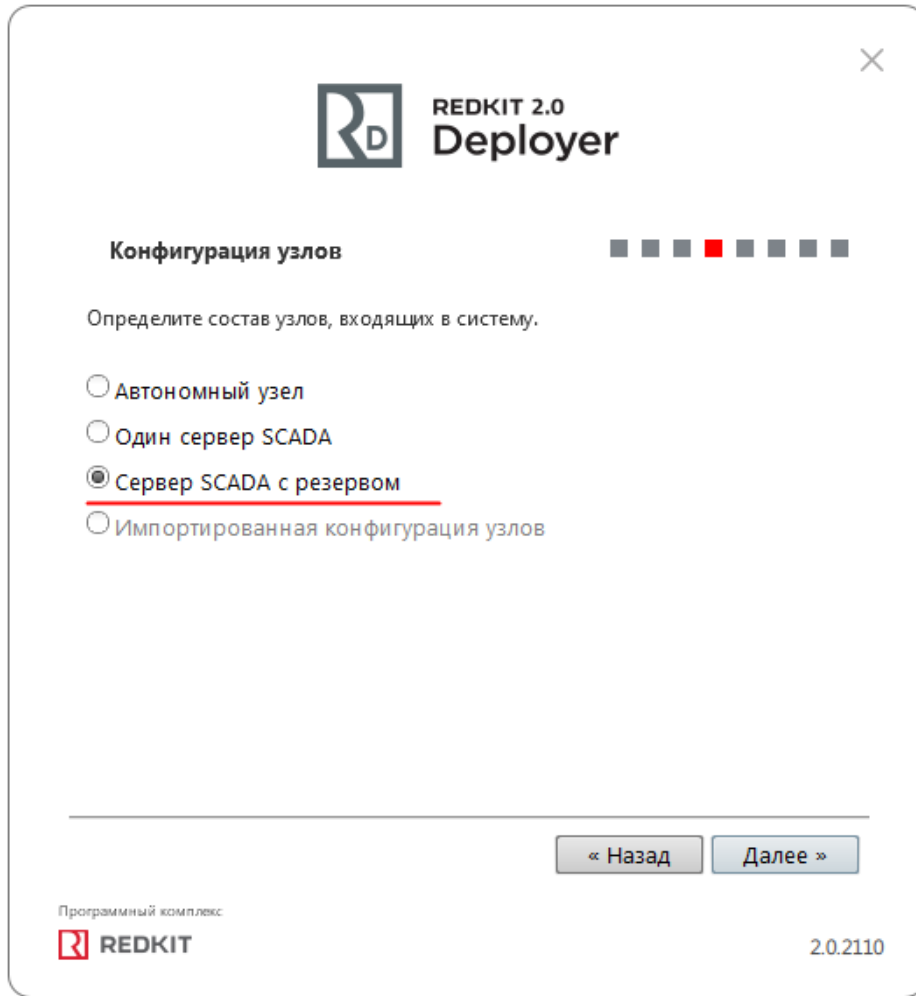 REDKIT 2.0
Deployer
Конфигурация узлов
Определите состав узлов, входящих в систему.
Автономный узел
Один сервер SCADA
Сервер SCADA с резервом
Импортированная конфигурация узлов
« Назад
Далее »
Программный комплекс
REDKIT
2.0.2110